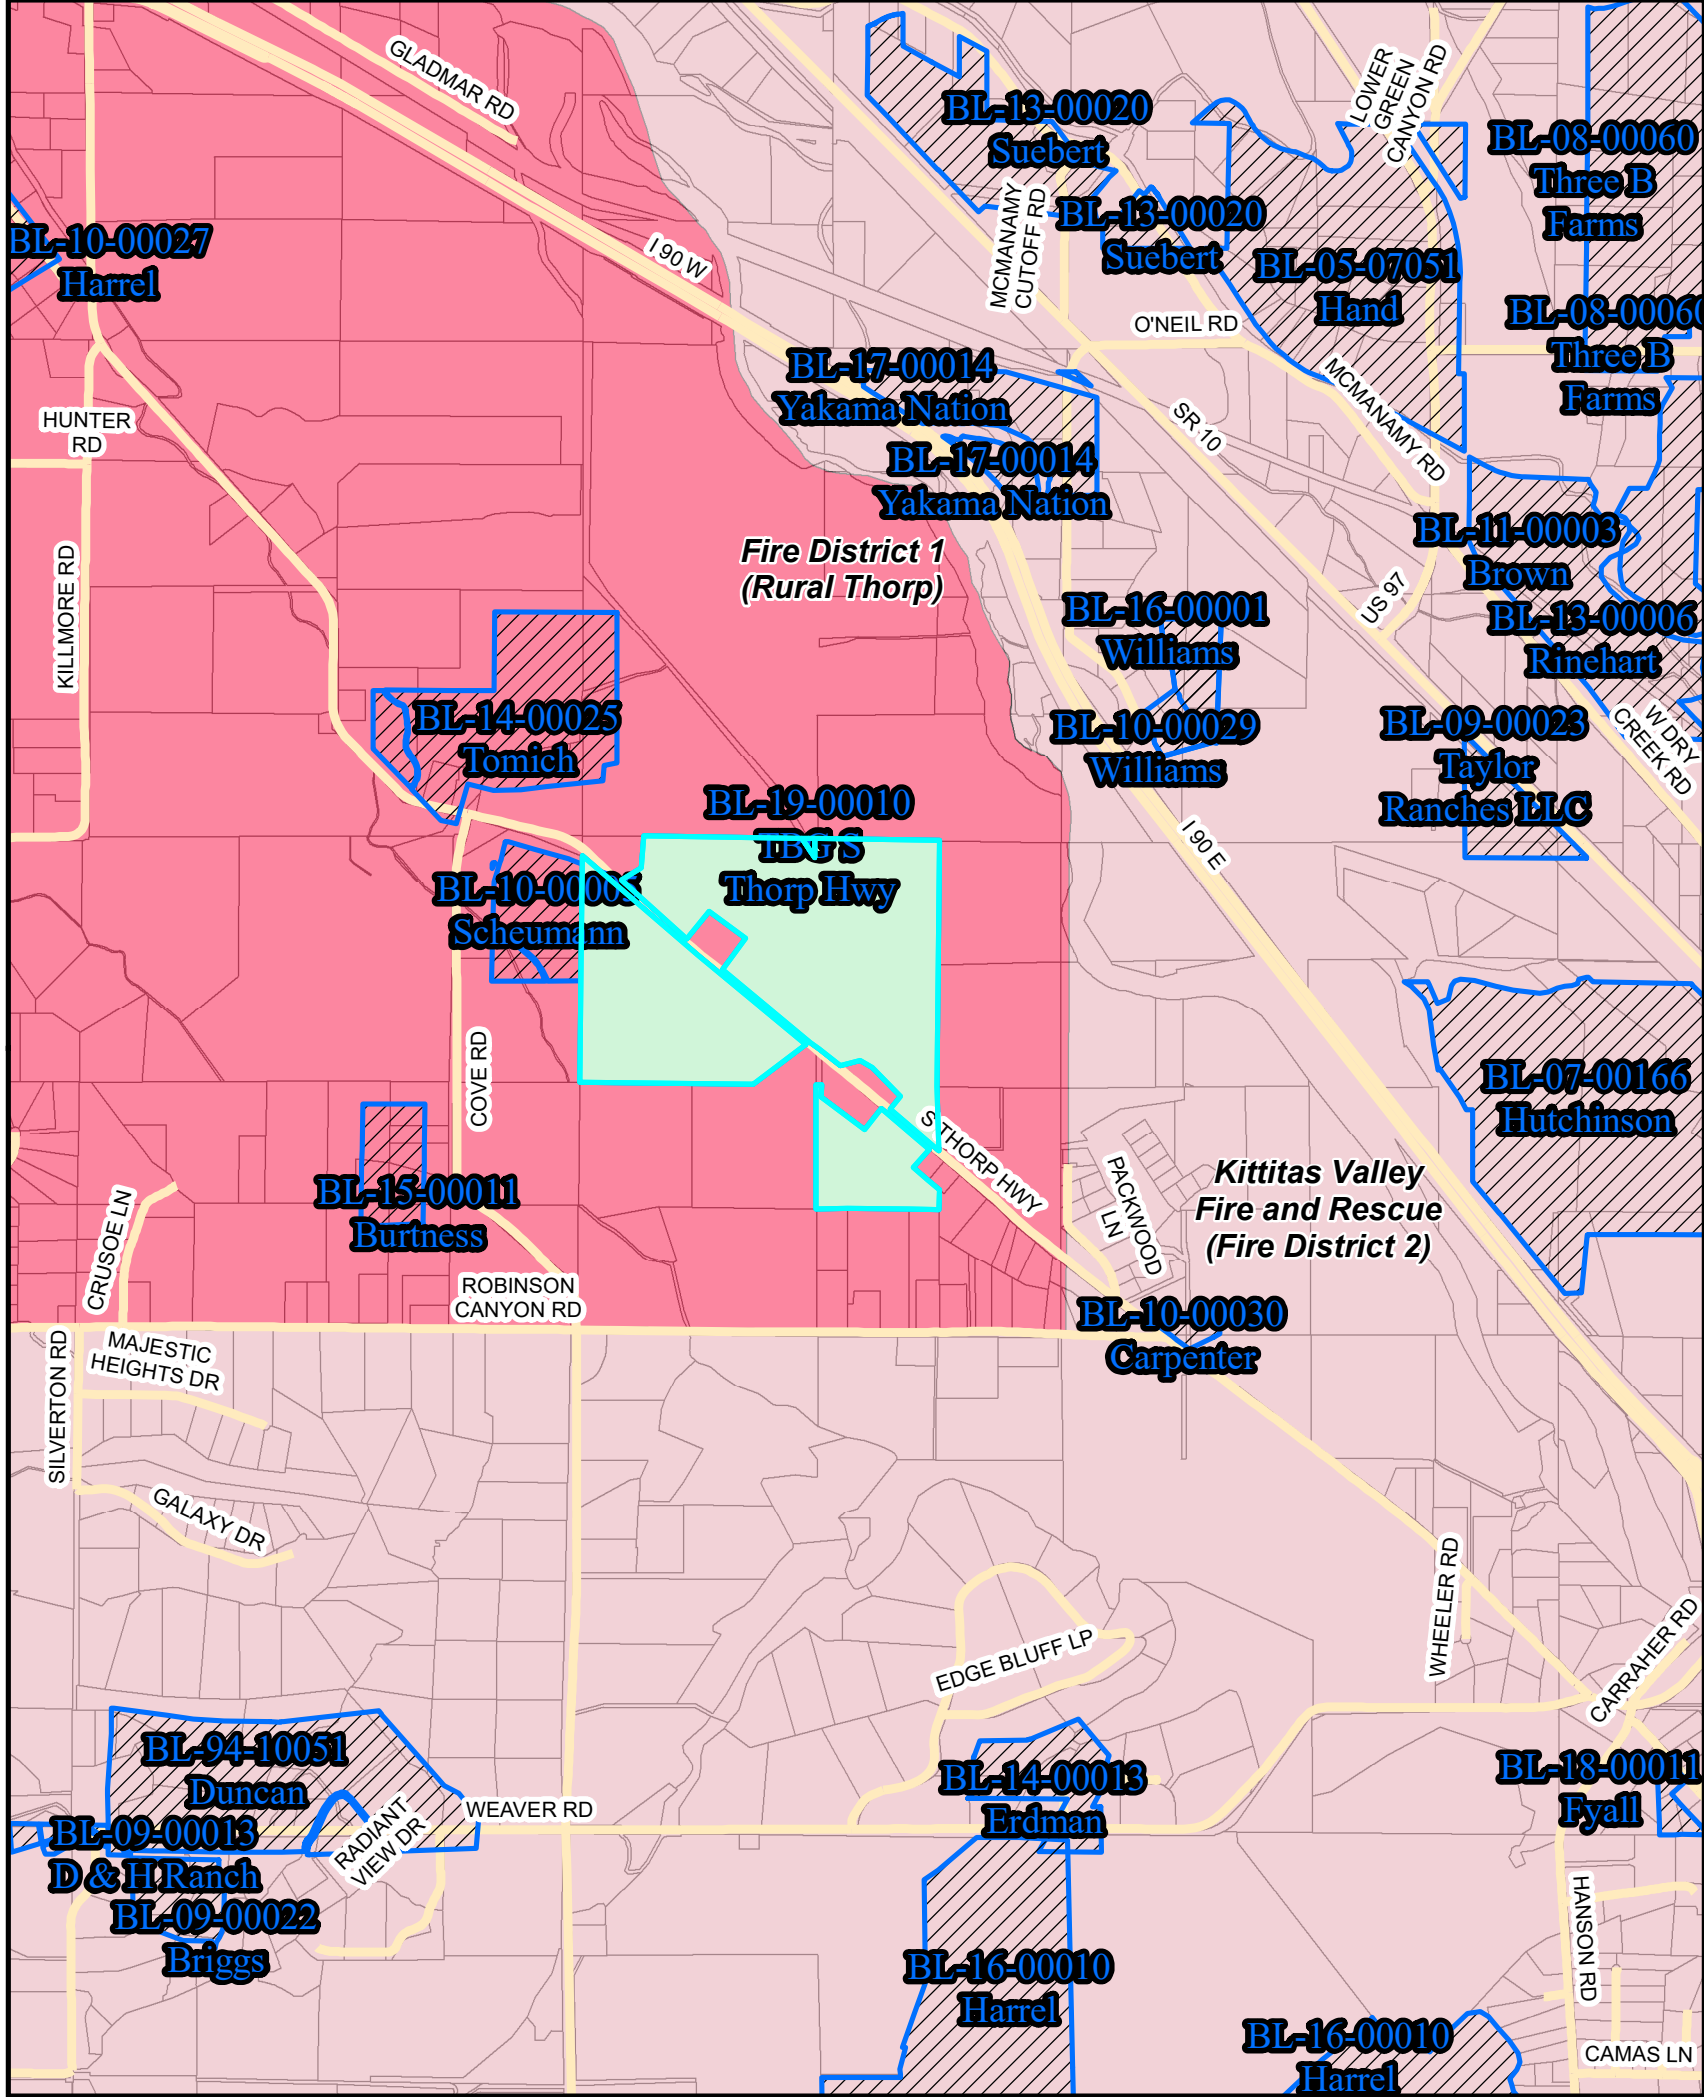 GLADMAR RD
LOWER
GREEN
CANYON RD
BL-13-00020
Suebert
BL-08-00060
Three B
Farms
MCMANAMY
CUTOFF RD
BL-13-00020
Suebert
BL-10-00027
Harrel
I 90 W
BL-05-07051
Hand
BL-08-00060
Three B
Farms
O'NEIL RD
BL-17-00014
Yakama Nation
HUNTER
RD
SR 10
MCMANAMY RD
BL-17-00014
Yakama Nation
BL-11-00003
Brown
Fire District 1
(Rural Thorp)
KILLMORE RD
US 97
BL-16-00001
Williams
BL-13-00006
Rinehart
BL-14-00025
Tomich
BL-10-00029
Williams
BL-09-00023
Taylor
Ranches LLC
W DRY
CREEK RD
BL-19-00010
TBG S
Thorp Hwy
I 90 E
BL-10-00005
Scheumann
COVE RD
BL-07-00166
Hutchinson
S THORP HWY
PACKWOOD
LN
Kittitas Valley
Fire and Rescue
(Fire District 2)
BL-15-00011
Burtness
CRUSOE LN
ROBINSON
CANYON RD
BL-10-00030
Carpenter
SILVERTON RD
MAJESTIC
HEIGHTS DR
GALAXY DR
WHEELER RD
EDGE BLUFF LP
CARRAHER RD
BL-94-10051
Duncan
BL-14-00013
Erdman
BL-18-00011
Fyall
WEAVER RD
RADIANT
VIEW DR
BL-09-00013
D & H Ranch
BL-09-00022
Briggs
HANSON RD
BL-16-00010
Harrel
BL-16-00010
Harrel
CAMAS LN